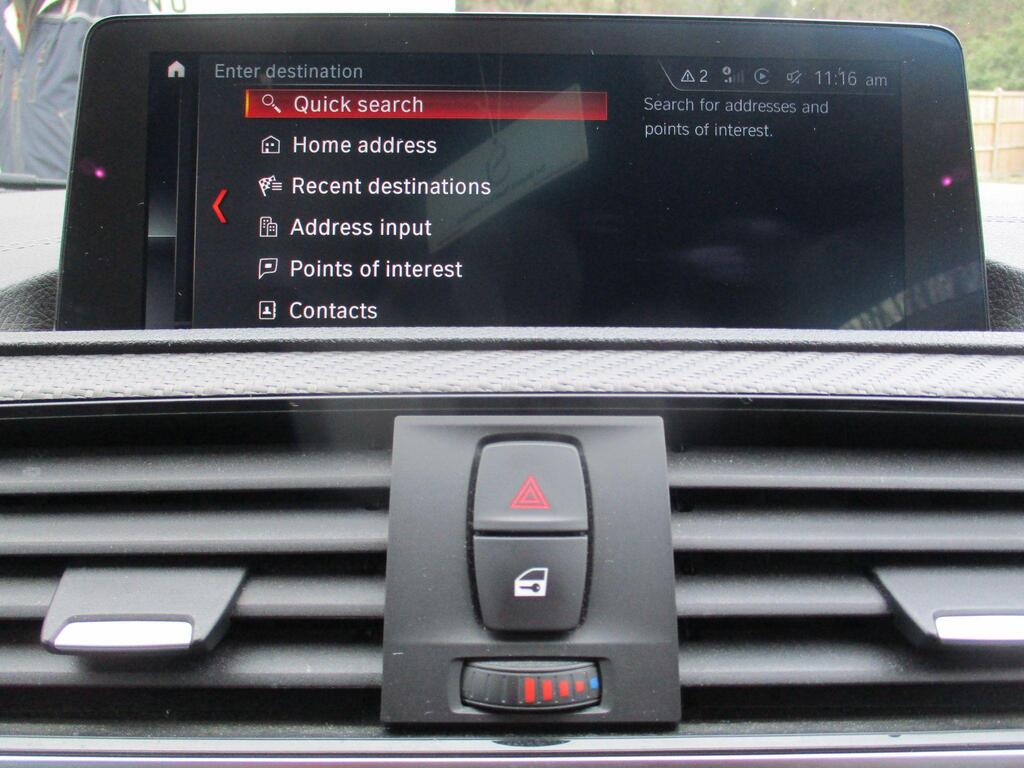 Enter destination
2 11:16 am
Quick search
Home address
Recent destinations
Address input
Points of interest
Contacts
Search for addresses and
points of interest.